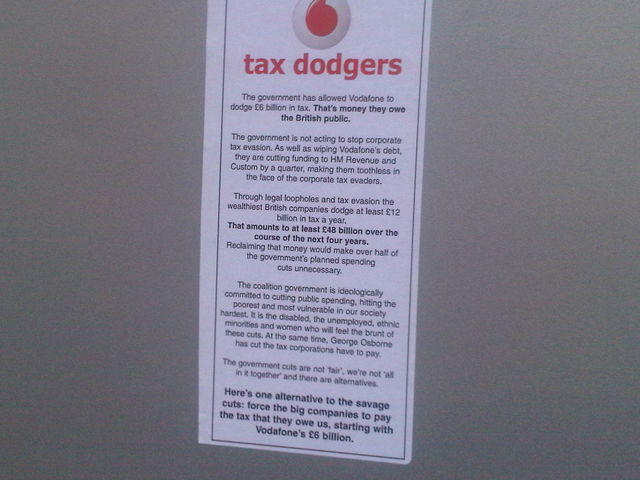 tax dodgers
The government has allowed Vodafone to
dodge £6 billion in tax. That's money they owe
the British public.
The government is not acting to stop corporate
tax evasion. As well as wiping Vodafone's debt,
they are cutting funding to HM Revenue and
Custom by a quarter, making them toothless in
the face of the corporate tax evaders.
Through legal loopholes and tax evasion the
wealthiest British companies dodge at least £12
billion in tax a year.
That amounts to at least £48 billion over the
course of the next four years.
Reclaiming that money would make over half of
the government's planned spending
cuts unnecessary.
The coalition government is ideologically
committed to cutting public spending, hitting the
poorest and most vulnerable in our society
hardest. It is the disabled, the unemployed, ethnic
minorities and women who will feel the brunt of
these cuts. At the same time, George Osborne
has cut the tax corporations have to pay.
The government cuts are not 'fair', we're not 'all
in it together' and there are alternatives.
Here's one alternative to the savage
cuts: force the big companies to pay
the tax that they owe us, starting with
Vodafone's £6 billion.